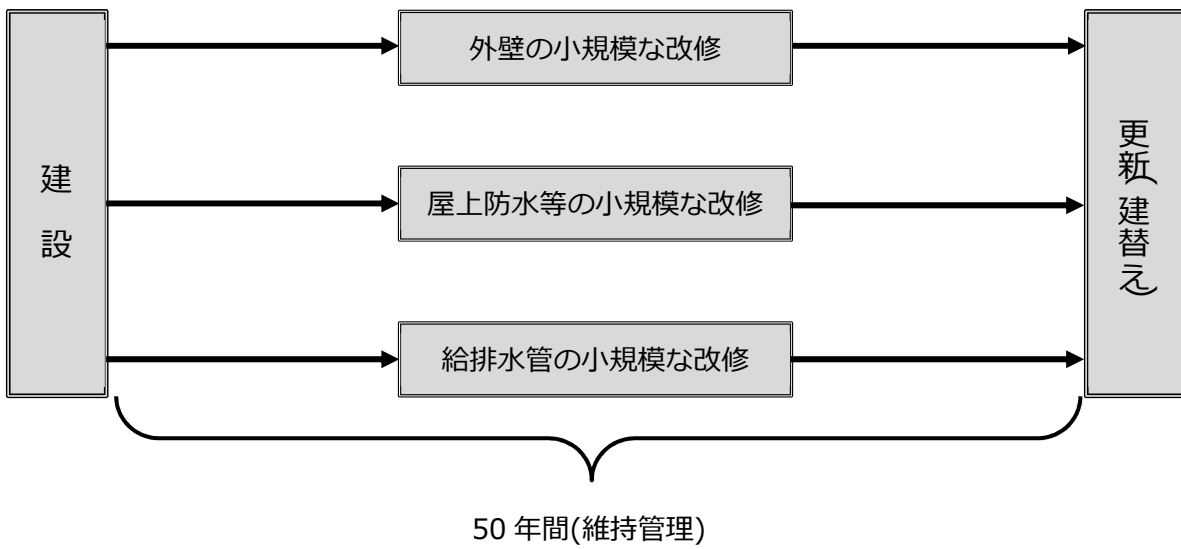 建設
外壁の小規模な改修
屋上防水等の小規模な改修
給排水管の小規模な改修
更新(建替え)
50 年間(維持管理)